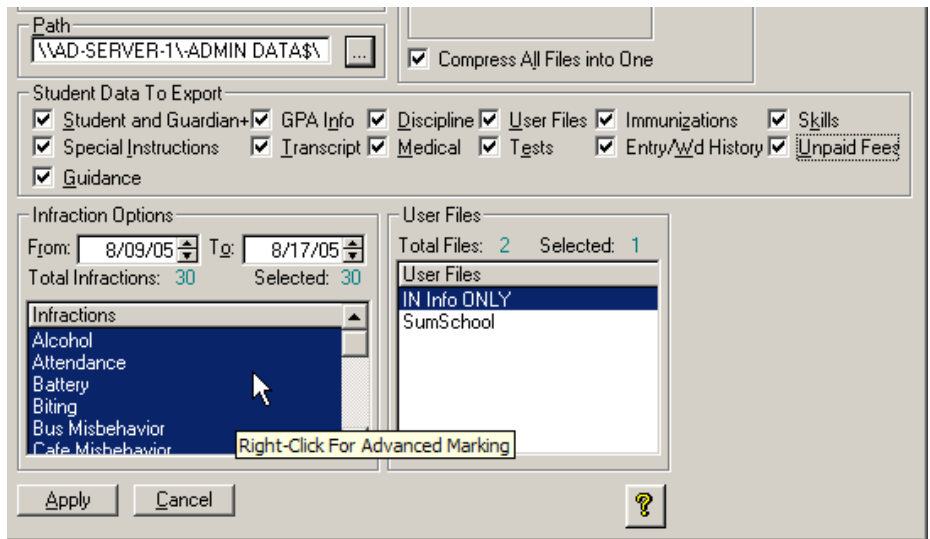 Path
\\AD-SERVER-1\-ADMIN DATA$\ ...
Compress All Files into One
Student Data To Export
Student and Guardian+ GPA Info Discipline User Files Immunizations Skills
Special Instructions Transcript Medical Tests Entry/Wd History Unpaid Fees
Guidance
Infraction Options
From: 8/09/05 To: 8/17/05
Total Infractions: 30 Selected: 30
Infractions
Alcohol
Attendance
Battery
Biting
Bus Misbehavior
Cafe Misbehavior
Right-Click For Advanced Marking
User Files
Total Files: 2 Selected: 1
User Files
IN Info ONLY
SumSchool
Apply Cancel ?